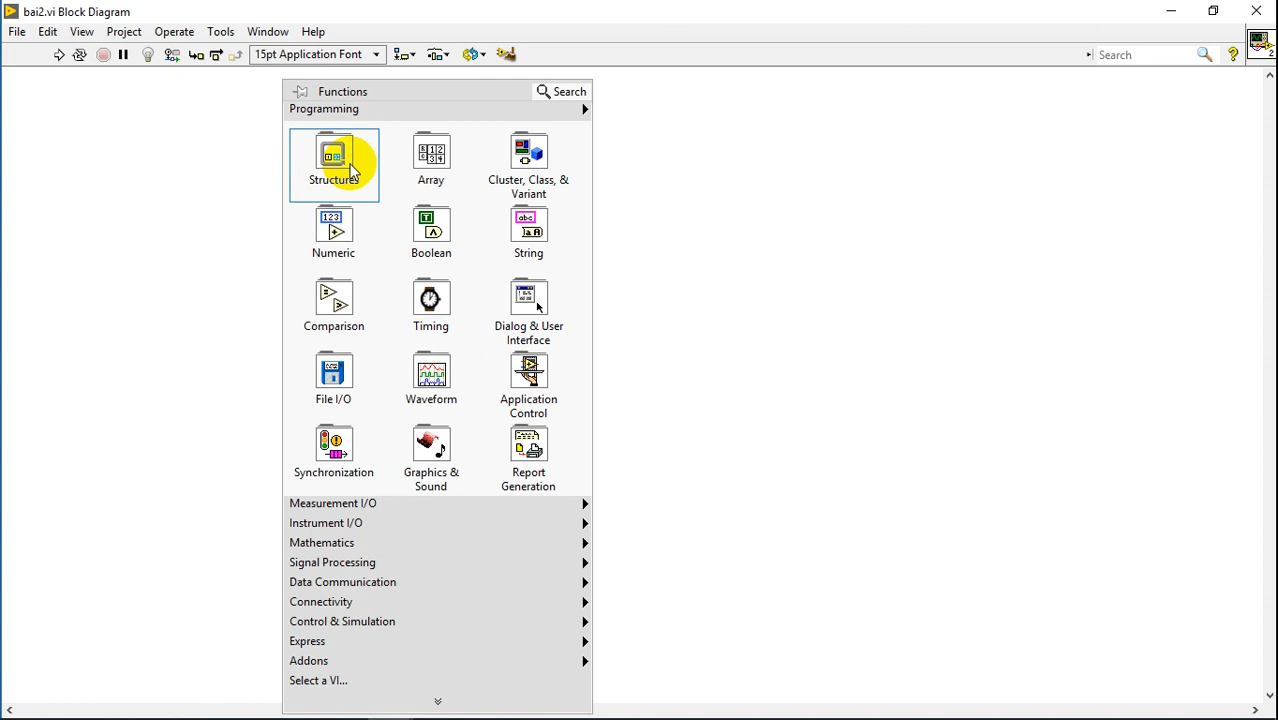 bai2.vi Block Diagram
File Edit View Project Operate Tools Window Help
15pt Application Font
Search
2
Functions
Search
Programming
Structures
Array
Cluster, Class, &
Variant
Numeric
Boolean
String
Comparison
Timing
Dialog & User
Interface
File I/O
Waveform
Application
Control
Synchronization
Graphics &
Sound
Report
Generation
Measurement I/O
Instrument I/O
Mathematics
Signal Processing
Data Communication
Connectivity
Control & Simulation
Express
Addons
Select a VI...